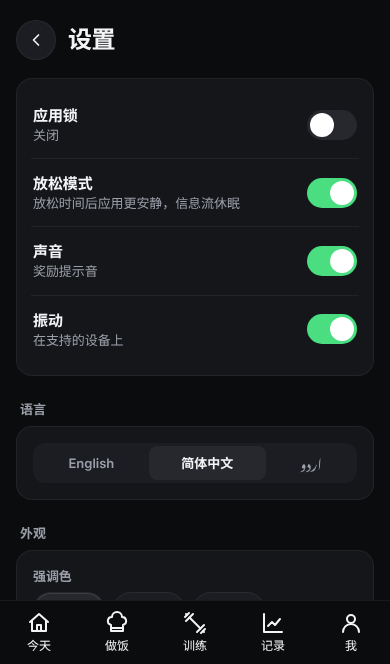 设置
应用锁
关闭
放松模式
放松时间后应用更安静，信息流休眠
声音
奖励提示音
振动
在支持的设备上
语言
English
简体中文
اردو
外观
强调色
今天
做饭
训练
记录
我